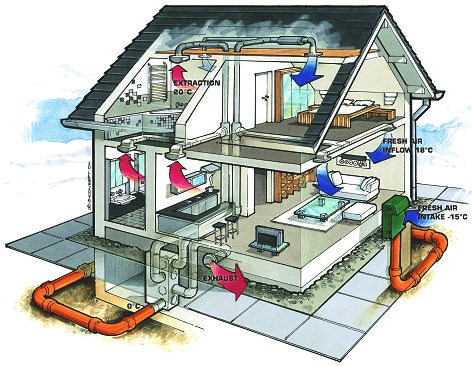 EXTRACTION
20°C
FRESH AIR
INFLOW 18°C
FRESH AIR
INTAKE -15°C
EXHAUST
0°C